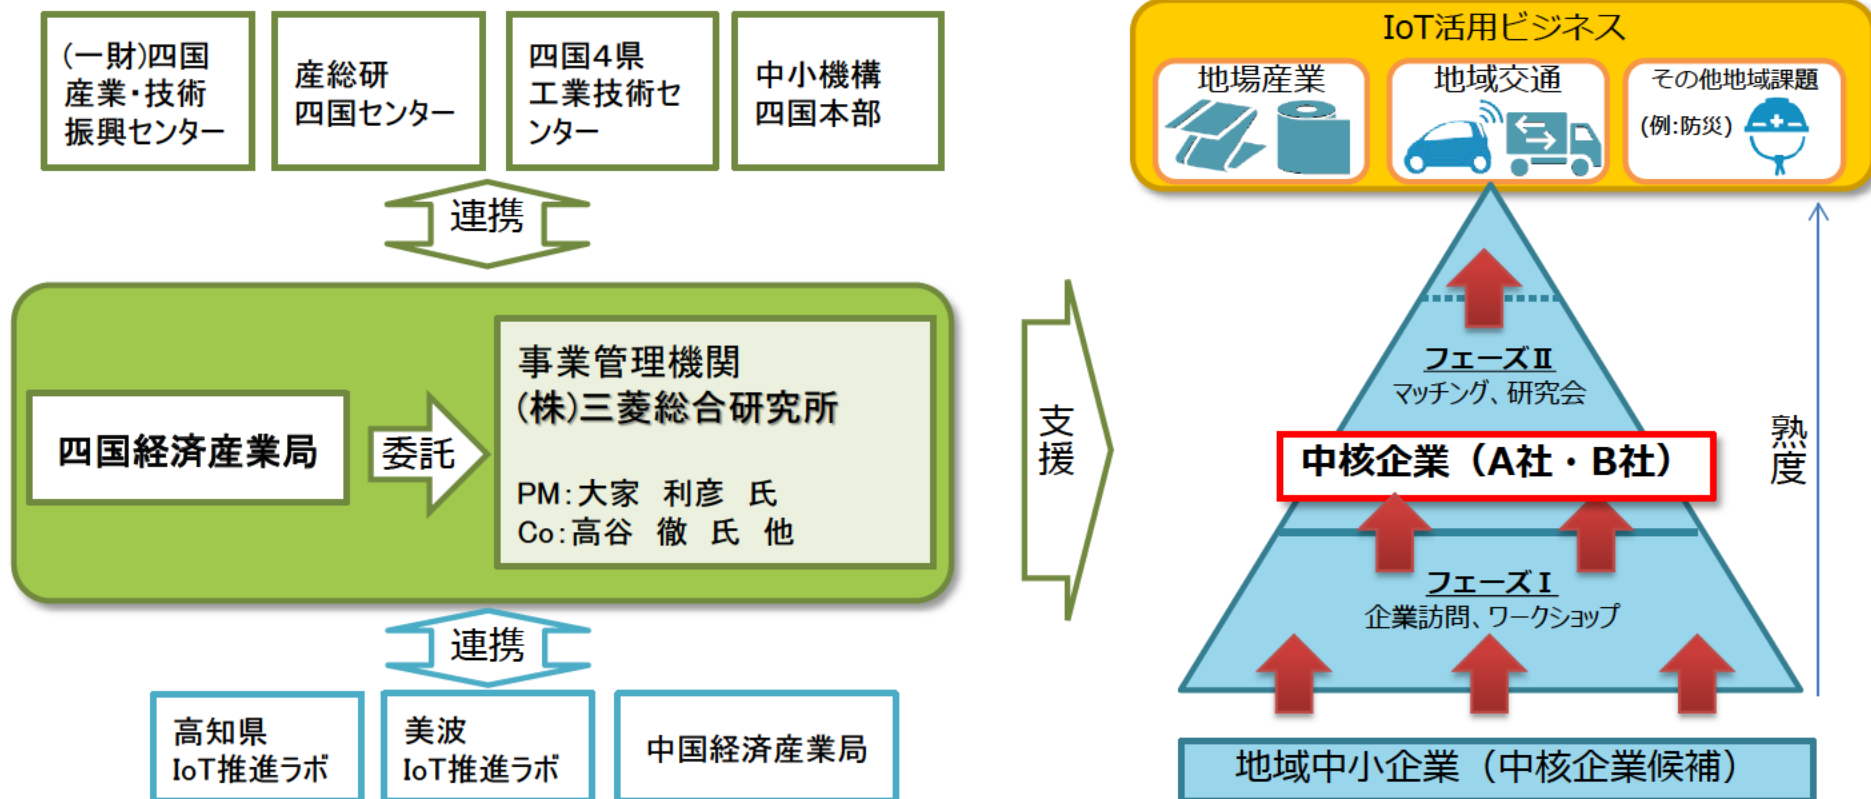 (一財)四国
産業・技術
振興センター
産総研
四国センター
四国4県
工業技術セ
ンター
中小機構
四国本部
連携
四国経済産業局
委託
事業管理機関
(株)三菱総合研究所
PM:大家 利彦 氏
Co:高谷 徹 氏 他
連携
高知県
IoT推進ラボ
美波
IoT推進ラボ
中国経済産業局
支援
IoT活用ビジネス
地場産業
地域交通
その他地域課題
(例:防災)
フェーズⅡ
マッチング、研究会
中核企業（A社・B社）
フェーズⅠ
企業訪問、ワークショップ
熟度
地域中小企業（中核企業候補）